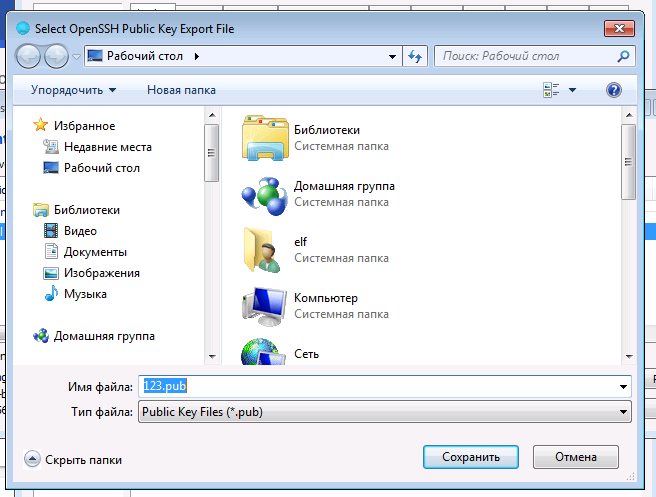 Select OpenSSH Public Key Export File
Рабочий стол
Поиск: Рабочий стол
Упорядочить
Новая папка
Избранное
Недавние места
Рабочий стол
Библиотеки
Видео
Документы
Изображения
Музыка
Домашняя группа
Библиотеки
Системная папка
Домашняя группа
Системная папка
elf
Системная папка
Компьютер
Системная папка
Сеть
Имя файла: 123.pub
Тип файла: Public Key Files (*.pub)
Скрыть папки
Сохранить
Отмена